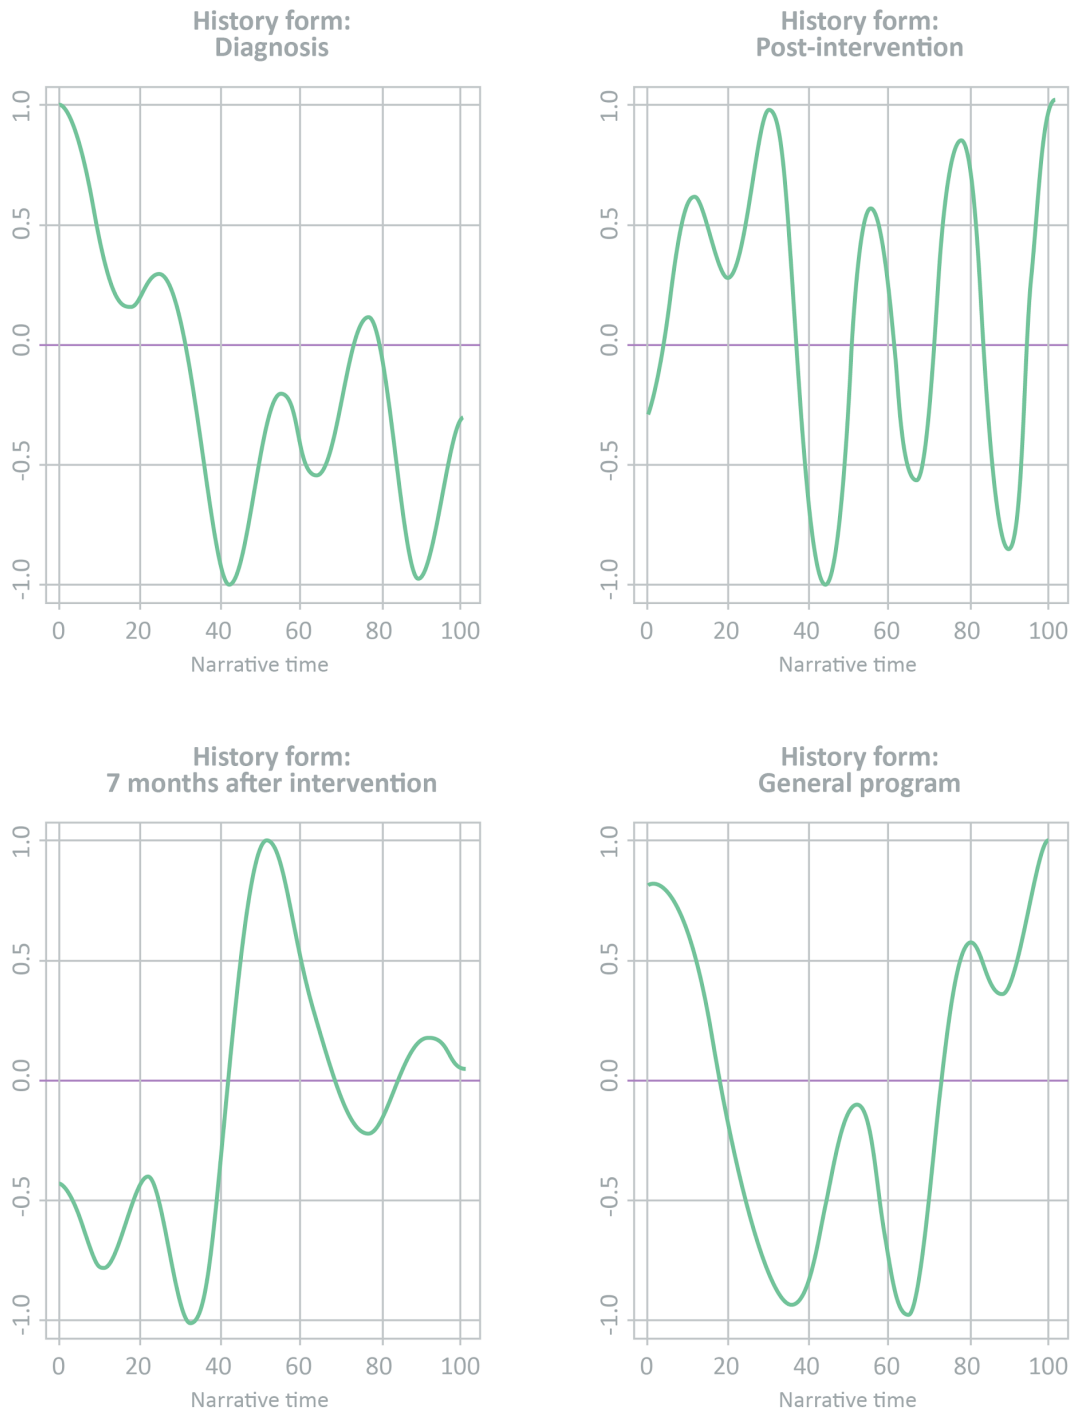 History form:
Diagnosis
1.0
0.5
0.0
-0.5
-1.0
0 20 40 60 80 100
Narrative time
History form:
Post-intervention
1.0
0.5
0.0
-0.5
-1.0
0 20 40 60 80 100
Narrative time
History form:
7 months after intervention
1.0
0.5
0.0
-0.5
-1.0
0 20 40 60 80 100
Narrative time
History form:
General program
1.0
0.5
0.0
-0.5
-1.0
0 20 40 60 80 100
Narrative time